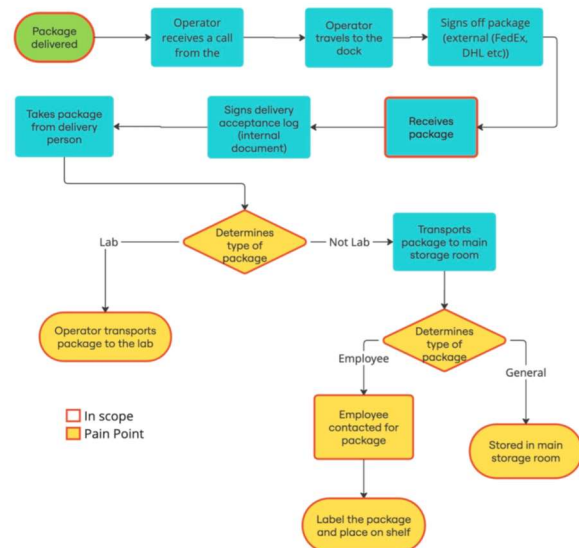 Package
delivered
Operator
receives a call
from the
Operator
travels to the
dock
Signs off package
(external (FedEx,
DHL etc))
Takes package
from delivery
person
Signs delivery
acceptance log
(internal
document)
Receives
package
Determines
type of
package
Lab
Not Lab
Transports
package to main
storage room
Operator transports
package to the lab
Determines
type of
package
Employee
General
In scope
Pain Point
Employee
contacted for
package
Stored in main
storage room
Label the package
and place on shelf